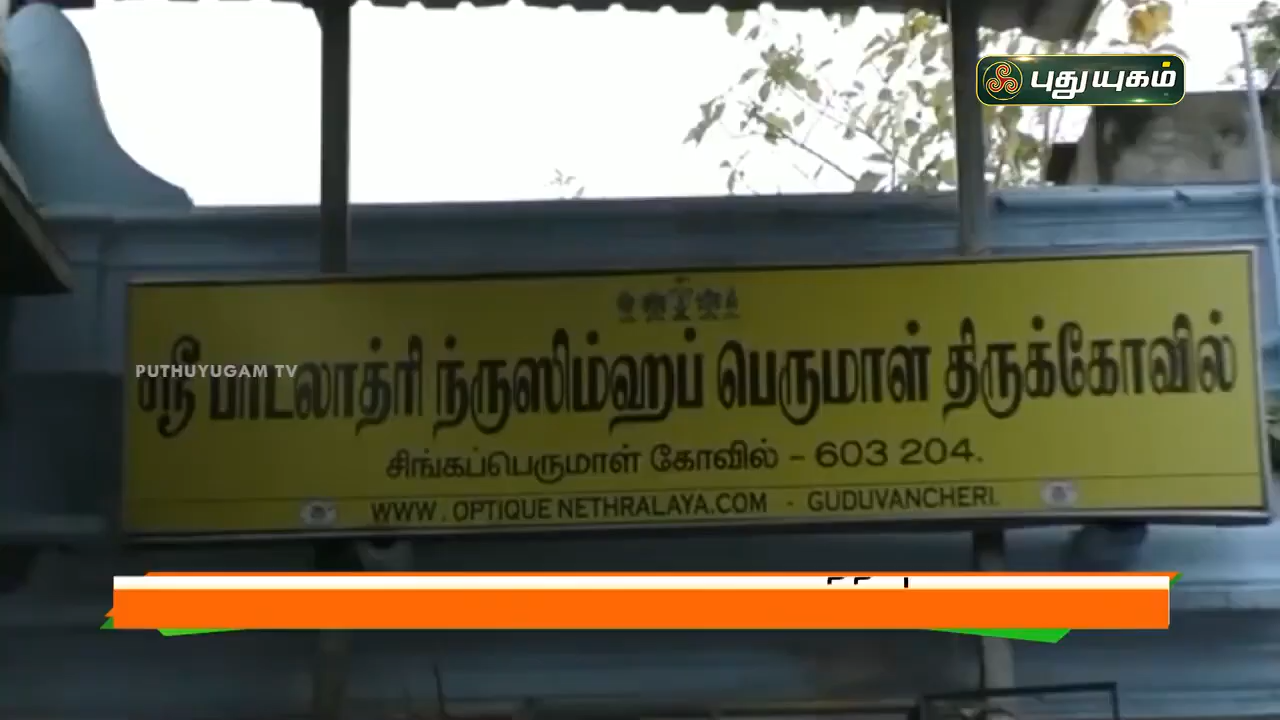 புதுயுகம்
PUTHUYUGAM TV
ஸ்ரீ பாடலாத்ரி ந்ருஸிம்ஹப் பெருமாள் திருக்கோவில்
சிங்கப்பெருமாள் கோவில் - 603 204.
WWW. OPTIQUE NETHRALAYA.COM - GUDUVANCHERI.